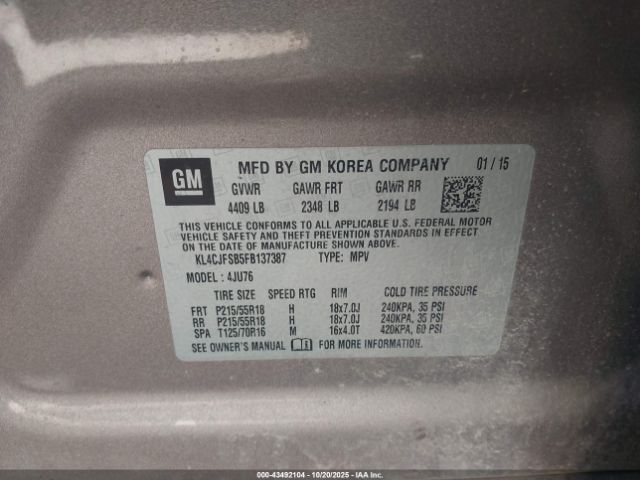 GM MFD BY GM KOREA COMPANY 01 / 15
GVWR GAWR FRT GAWR RR
4409 LB 2348 LB 2194 LB
THIS VEHICLE CONFORMS TO ALL APPLICABLE U.S. FEDERAL MOTOR
VEHICLE SAFETY AND THEFT PREVENTION STANDARDS IN EFFECT
ON THE DATE OF MANUFACTURE SHOWN ABOVE.
KL4CJFSB5FB137387 TYPE: MPV
MODEL : 4JU76
TIRE SIZE SPEED RTG RIM COLD TIRE PRESSURE
FRT P215/55R18 H 18x7.0J 240KPA, 35 PSI
RR P215/55R18 H 18x7.0J 240KPA, 35 PSI
SPA T125/70R16 M 16x4.0T 420KPA, 60 PSI
SEE OWNER'S MANUAL FOR MORE INFORMATION.
000-43492104 | 10/20/2025 | IAA Inc.